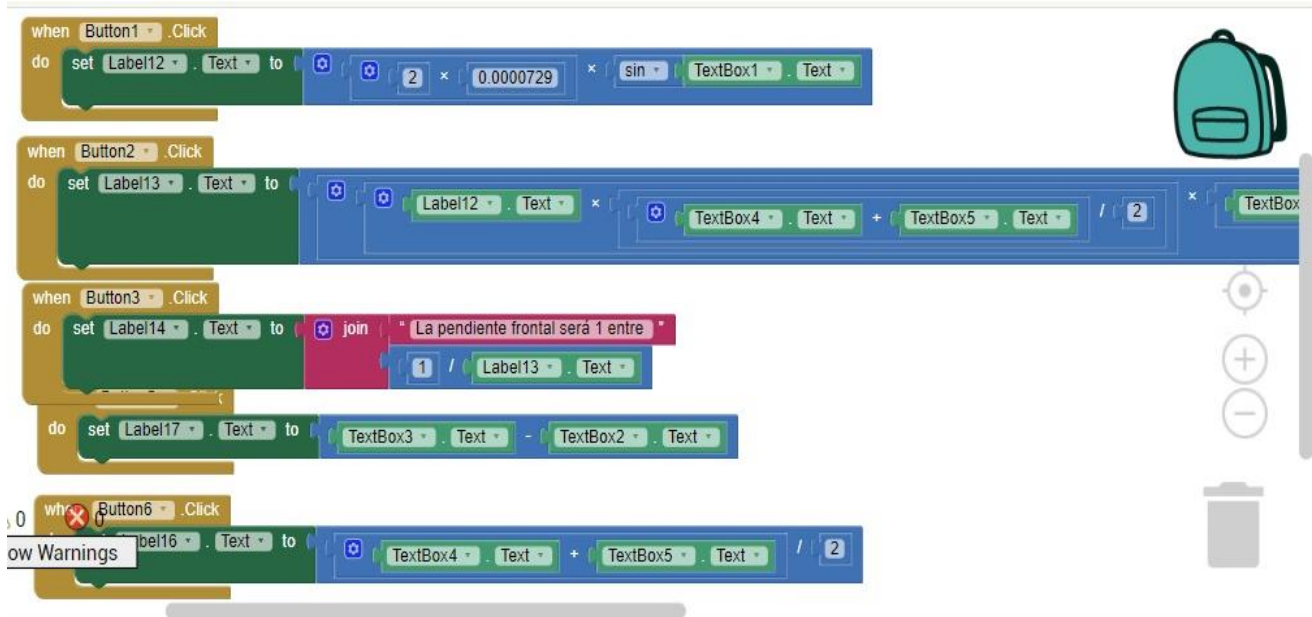 when Button1 .Click
do set Label12 . Text to 2 × 0.0000729 × sin TextBox1 . Text
when Button2 .Click
do set Label13 . Text to Label12 . Text × TextBox4 . Text + TextBox5 . Text / 2 × TextBox
when Button3 .Click
do set Label14 . Text to join " La pendiente frontal será 1 entre "
1 / Label13 . Text
do set Label17 . Text to TextBox3 . Text - TextBox2 . Text
when Button6 .Click
0 0
Text to TextBox4 . Text + TextBox5 . Text / 2
ow Warnings